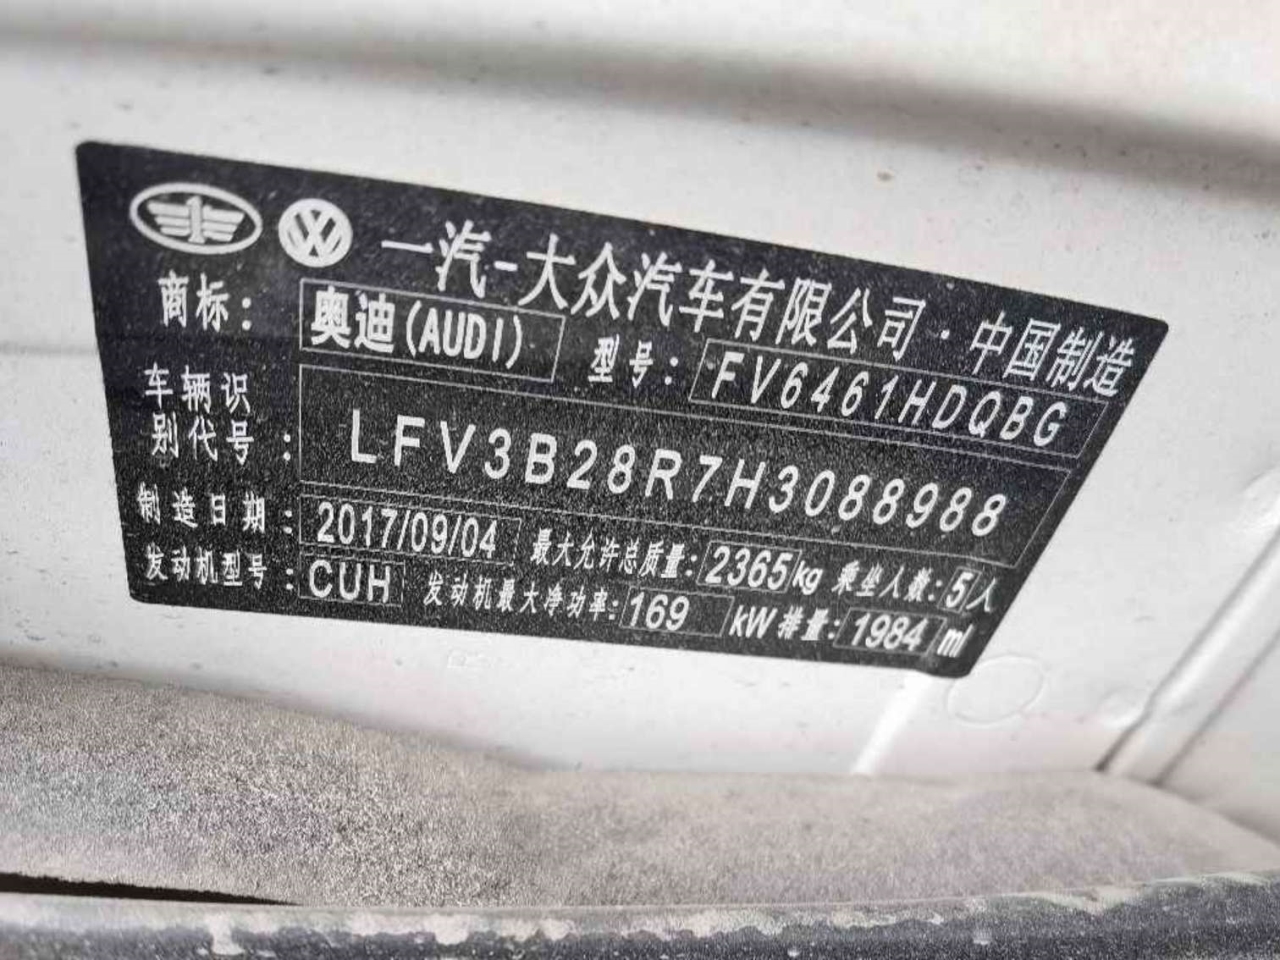 一汽-大众汽车有限公司·中国制造
商标: 奥迪(AUDI) 型号: FV6461HDQBG
车辆识
别代号: LFV3B28R7H3088988
制造日期: 2017/09/04 最大允许总质量: 2365kg 乘坐人数: 5人
发动机型号: CUH 发动机最大净功率: 169 kW 排量: 1984 ml